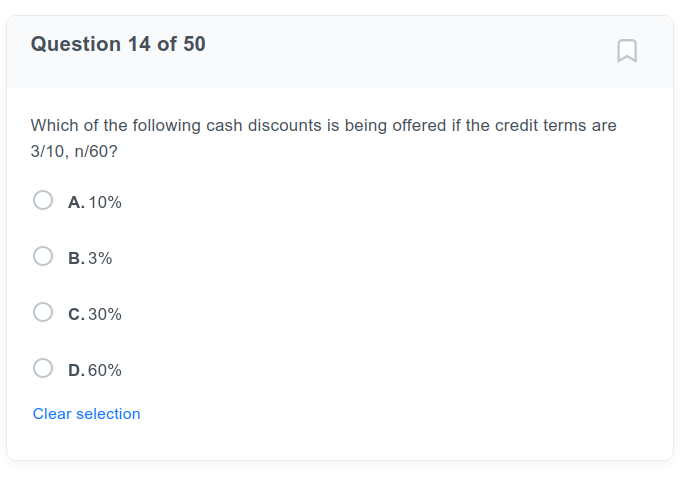 Question 14 of 50
Which of the following cash discounts is being offered if the credit terms are
3/10, n/60?
A. 10%
B. 3%
C. 30%
D. 60%
Clear selection